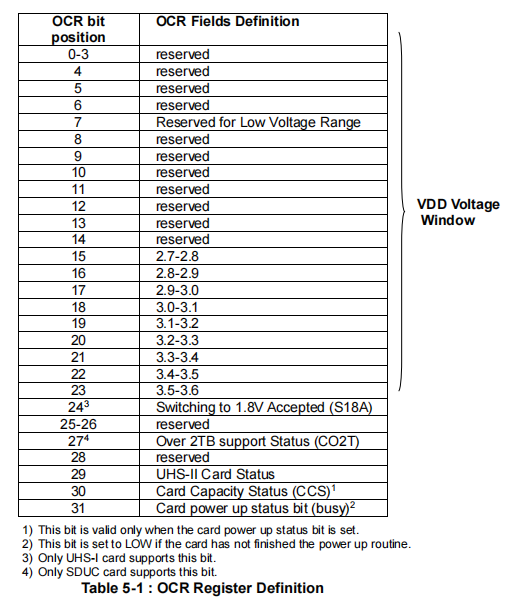 OCR bit position OCR Fields Definition
0-3 reserved
4 reserved
5 reserved
6 reserved
7 Reserved for Low Voltage Range
8 reserved
9 reserved
10 reserved
11 reserved
12 reserved
13 reserved
14 reserved
15 2.7-2.8
16 2.8-2.9
17 2.9-3.0
18 3.0-3.1
19 3.1-3.2
20 3.2-3.3
21 3.3-3.4
22 3.4-3.5
23 3.5-3.6
VDD Voltage
Window
24³ Switching to 1.8V Accepted (S18A)
25-26 reserved
27⁴ Over 2TB support Status (CO2T)
28 reserved
29 UHS-II Card Status
30 Card Capacity Status (CCS)¹
31 Card power up status bit (busy)²
1) This bit is valid only when the card power up status bit is set.
2) This bit is set to LOW if the card has not finished the power up routine.
3) Only UHS-I card supports this bit.
4) Only SDUC card supports this bit.
Table 5-1 : OCR Register Definition